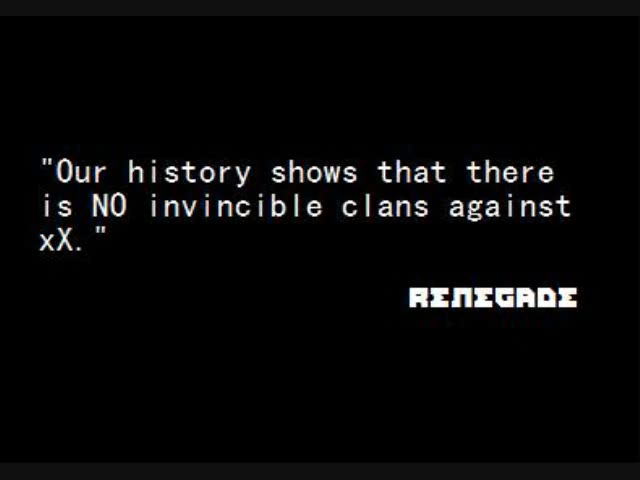 "Our history shows that there
is NO invincible clans against
xX."
RENEGADE